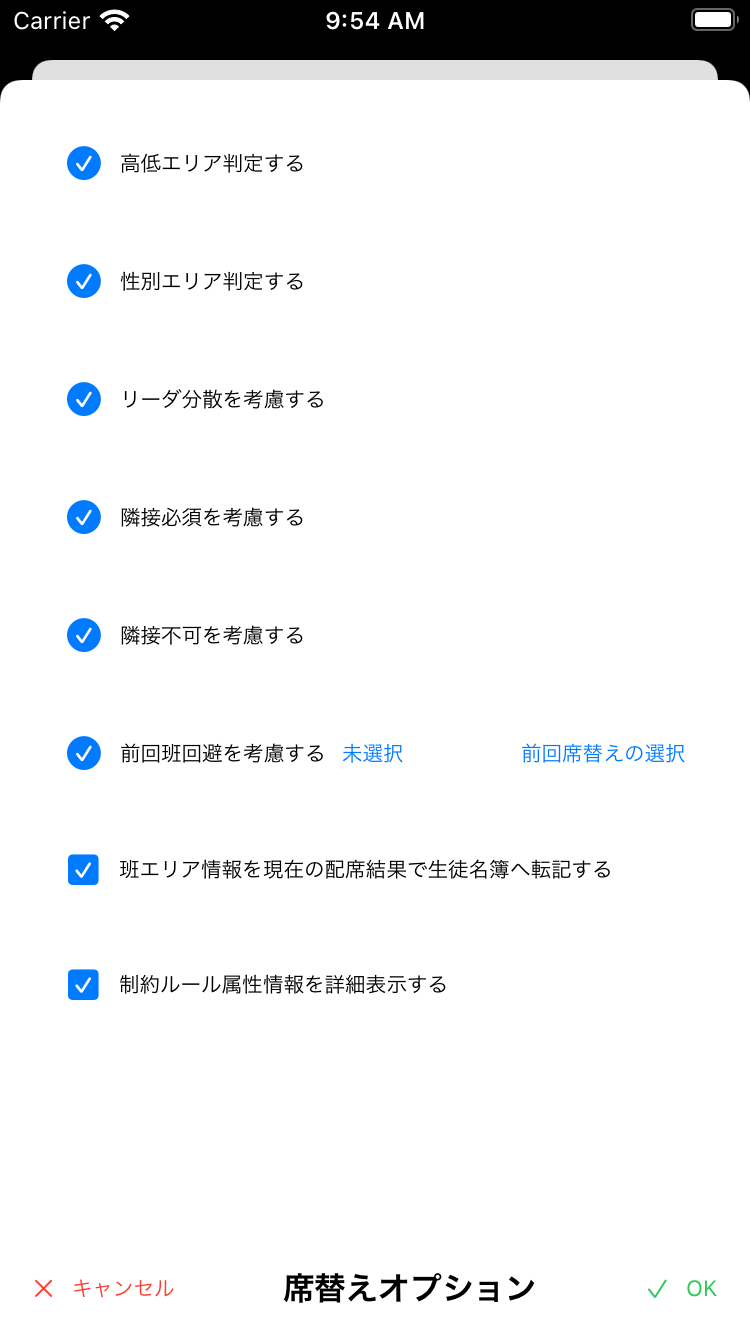 Carrier 9:54 AM
高低エリア判定する
性別エリア判定する
リーダ分散を考慮する
隣接必須を考慮する
隣接不可を考慮する
前回班回避を考慮する 未選択 前回席替えの選択
班エリア情報を現在の配席結果で生徒名簿へ転記する
制約ルール属性情報を詳細表示する
キャンセル 席替えオプション OK